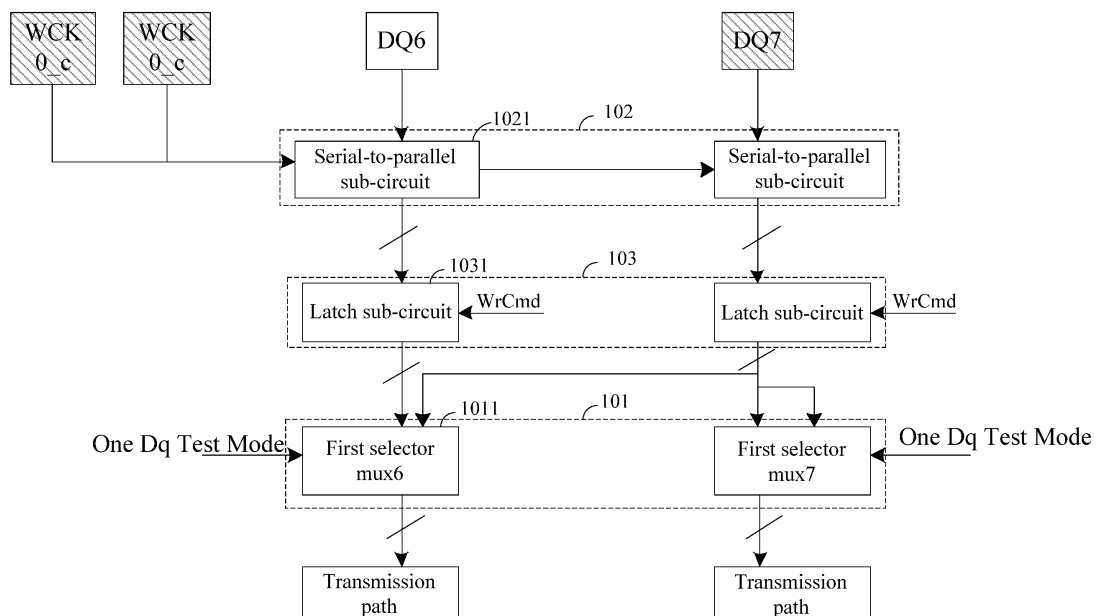 WCK
0_c
WCK
0_c
DQ6
DQ7
1021
102
Serial-to-parallel
sub-circuit
Serial-to-parallel
sub-circuit
1031
103
Latch sub-circuit
WrCmd
Latch sub-circuit
WrCmd
1011
101
One Dq Test Mode
First selector
mux6
First selector
mux7
One Dq Test Mode
Transmission
path
Transmission
path